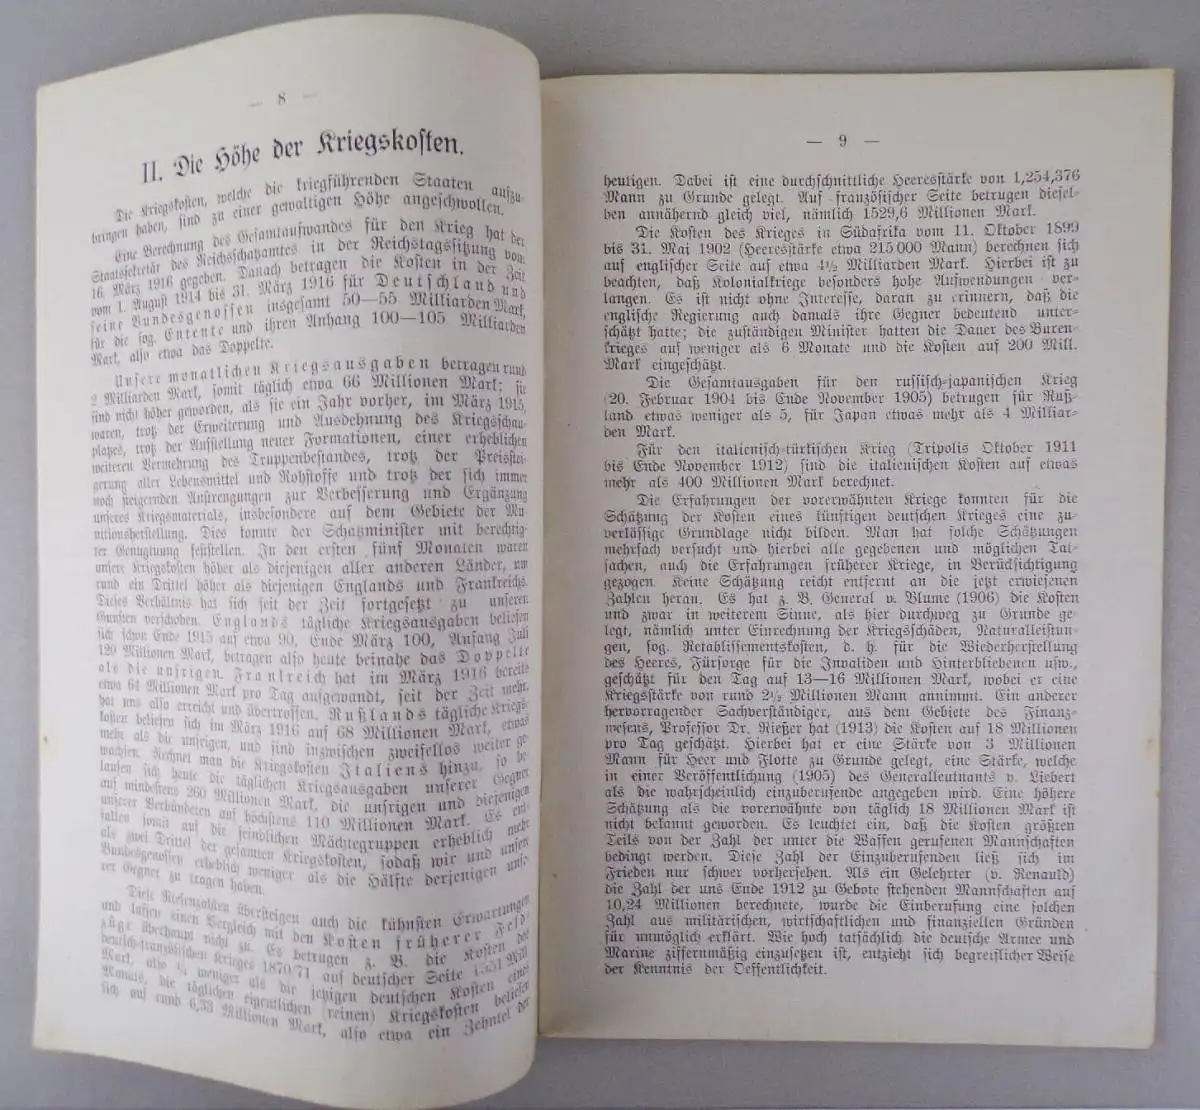 — 8 —
II. Die Höhe der Kriegskosten.
Die Kriegskosten, welche die kriegführenden Staaten aufzu-
bringen haben, sind zu einer gewaltigen Höhe angeschwollen.
Eine Berechnung des Gesamtaufwandes für den Krieg hat der
Staatssekretär des Reichsschatzamtes in der Reichstagssitzung vom
16. März 1916 gegeben. Danach betragen die Kosten in der Zeit
vom 1. August 1914 bis 31. März 1916 für Deutschland und
seine Bundesgenossen insgesamt 50—55 Milliarden Mark,
für die sog. Entente und ihren Anhang 100—105 Milliarden
Mark, also etwa das Doppelte.
Unsere monatlichen Kriegsausgaben betragen rund
2 Milliarden Mark, somit täglich etwa 66 Millionen Mark; sie
sind nicht höher geworden, als sie ein Jahr vorher, im März 1915,
waren, trotz der Erweiterung und Ausdehnung des Kriegsschau-
platzes, trotz der Aufstellung neuer Formationen, einer erheblichen
weiteren Vermehrung des Truppenbestandes, trotz der Preisstei-
gerung aller Lebensmittel und Rohstoffe und trotz der sich immer
noch steigernden Anstrengungen zur Verbesserung und Ergänzung
unseres Kriegsmaterials, insbesondere auf dem Gebiete der Mu-
nitionsherstellung. Dies konnte der Schatzminister mit berechtig-
ter Genugtuung feststellen. In den ersten fünf Monaten waren
unsere Kriegskosten höher als diejenigen aller anderen Länder, um
rund ein Drittel höher als diejenigen Englands und Frankreichs.
Dieses Verhältnis hat sich seit der Zeit fortgesetzt zu unseren
Gunsten verschoben. Englands tägliche Kriegsausgaben beliefen
sich schon Ende 1915 auf etwa 90, Ende März 100, Anfang Juli
120 Millionen Mark, betragen also heute beinahe das Doppelte
als die unsrigen. Frankreich hat im März 1916 bereits
etwa 64 Millionen Mark pro Tag aufgewandt, seit der Zeit mehr,
hat uns also erreicht und übertroffen. Rußlands tägliche Kriegs-
kosten beliefen sich im März 1916 auf 68 Millionen Mark, etwas
mehr als die unsrigen, und sind inzwischen zweifellos weiter ge-
wachsen. Rechnet man die Kriegskosten Italiens hinzu, so be-
laufen sich heute die täglichen Kriegsausgaben unserer Gegner
auf mindestens 260 Millionen Mark, die unsrigen und diejenigen
unserer Verbündeten auf höchstens 110 Millionen Mark. Es ent-
fallen somit auf die feindlichen Mächtegruppen erheblich mehr
als zwei Drittel der gesamten Kriegskosten, sodaß wir und unsere
Bundesgenossen erheblich weniger als die Hälfte derjenigen unse-
rer Gegner zu tragen haben.
Diese Riesenzahlen übersteigen auch die kühnsten Erwartungen
und lassen einen Vergleich mit den Kosten früherer Feld-
züge überhaupt nicht zu. Es betrugen z. B. die Kosten des
deutsch-französischen Krieges 1870/71 auf deutscher Seite 1551 Mill.
Mark, also ¼ weniger als die jetzigen deutschen Kosten eines
Monats, die täglichen eigentlichen (reinen) Kriegskosten beliefen
sich auf rund 6,33 Millionen Mark, also etwa ein Zehntel der
— 9 —
heutigen. Dabei ist eine durchschnittliche Heeresstärke von 1,254,376
Mann zu Grunde gelegt. Auf französischer Seite betrugen diesel-
ben annähernd gleich viel, nämlich 1529,6 Millionen Mark.
Die Kosten des Krieges in Südafrika vom 11. Oktober 1899
bis 31. Mai 1902 (Heeresstärke etwa 215 000 Mann) berechnen sich
auf englischer Seite auf etwa 4½ Milliarden Mark. Hierbei ist zu
beachten, daß Kolonialkriege besonders hohe Aufwendungen ver-
langen. Es ist nicht ohne Interesse, daran zu erinnern, daß die
englische Regierung auch damals ihre Gegner bedeutend unter-
schätzt hatte; die zuständigen Minister hatten die Dauer des Buren-
krieges auf weniger als 6 Monate und die Kosten auf 200 Mill.
Mark eingeschätzt.
Die Gesamtausgaben für den russisch-japanischen Krieg
(20. Februar 1904 bis Ende November 1905) betrugen für Ruß-
land etwas weniger als 5, für Japan etwas mehr als 4 Milliar-
den Mark.
Für den italienisch-türkischen Krieg (Tripolis Oktober 1911
bis Ende November 1912) sind die italienischen Kosten auf etwas
mehr als 400 Millionen Mark berechnet.
Die Erfahrungen der vorerwähnten Kriege konnten für die
Schätzung der Kosten eines künftigen deutschen Krieges eine zu-
verlässige Grundlage nicht bilden. Man hat solche Schätzungen
mehrfach versucht und hierbei alle gegebenen und möglichen Tat-
sachen, auch die Erfahrungen früherer Kriege, in Berücksichtigung
gezogen. Keine Schätzung reicht entfernt an die jetzt erwiesenen
Zahlen heran. Es hat z. B. General v. Blume (1906) die Kosten
und zwar in weiterem Sinne, als hier durchweg zu Grunde ge-
legt, nämlich unter Einrechnung der Kriegsschäden, Naturalleistun-
gen, sog. Retablissementskosten, d. h. für die Wiederherstellung
des Heeres, Fürsorge für die Invaliden und Hinterbliebenen usw.,
geschätzt für den Tag auf 13—16 Millionen Mark, wobei er eine
Kriegsstärke von rund 2½ Millionen Mann annimmt. Ein anderer
hervorragender Sachverständiger, aus dem Gebiete des Finanz-
wesens, Professor Dr. Rießer hat (1913) die Kosten auf 18 Millionen
pro Tag geschätzt. Hierbei hat er eine Stärke von 3 Millionen
Mann für Heer und Flotte zu Grunde gelegt, eine Stärke, welche
in einer Veröffentlichung (1905) des Generalleutnants v. Liebert
als die wahrscheinlich einzuberufende angegeben wird. Eine höhere
Schätzung als die vorerwähnte von täglich 18 Millionen Mark ist
nicht bekannt geworden. Es leuchtet ein, daß die Kosten größten
Teils von der Zahl der unter die Waffen gerufenen Mannschaften
bedingt werden. Diese Zahl der Einzuberufenden ließ sich im
Frieden nur schwer vorhersehen. Als ein Gelehrter (v. Renauld)
die Zahl der uns Ende 1912 zu Gebote stehenden Mannschaften auf
10,24 Millionen berechnete, wurde die Einberufung eine solchen
Zahl aus militärischen, wirtschaftlichen und finanziellen Gründen
für unmöglich erklärt. Wie hoch tatsächlich die deutsche Armee und
Marine ziffernmäßig einzusetzen ist, entzieht sich begreiflicher Weise
der Kenntnis der Oeffentlichkeit.